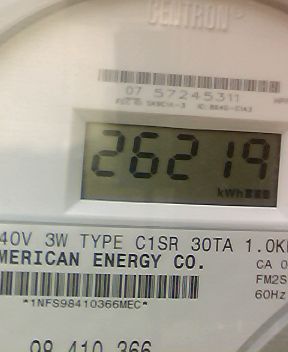 CENTRON
07 57245311
26219
kWh
40V 3W TYPE C1SR 30TA 1.0K
MERICAN ENERGY CO.
CA 0
FM2S
60Hz
*1NFS98410366MEC*
98 410 366